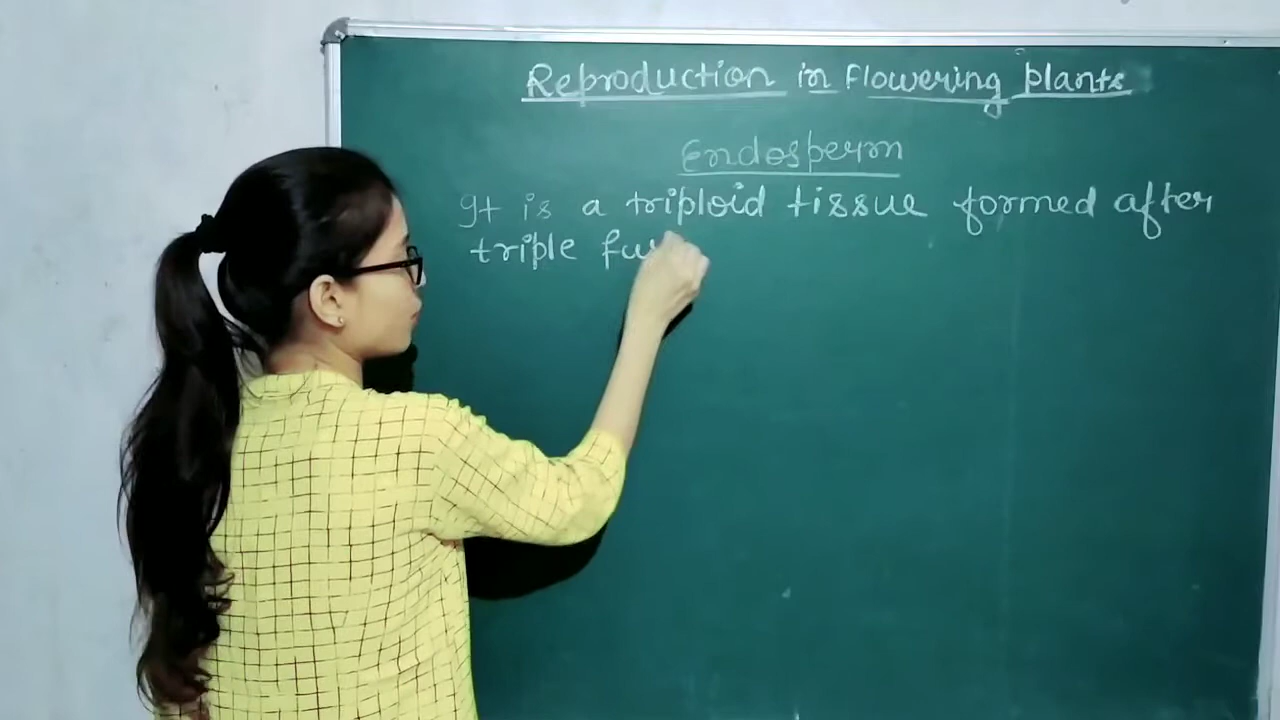 Reproduction in Flowering plants
Endosperm
It is a triploid tissue formed after
triple fu